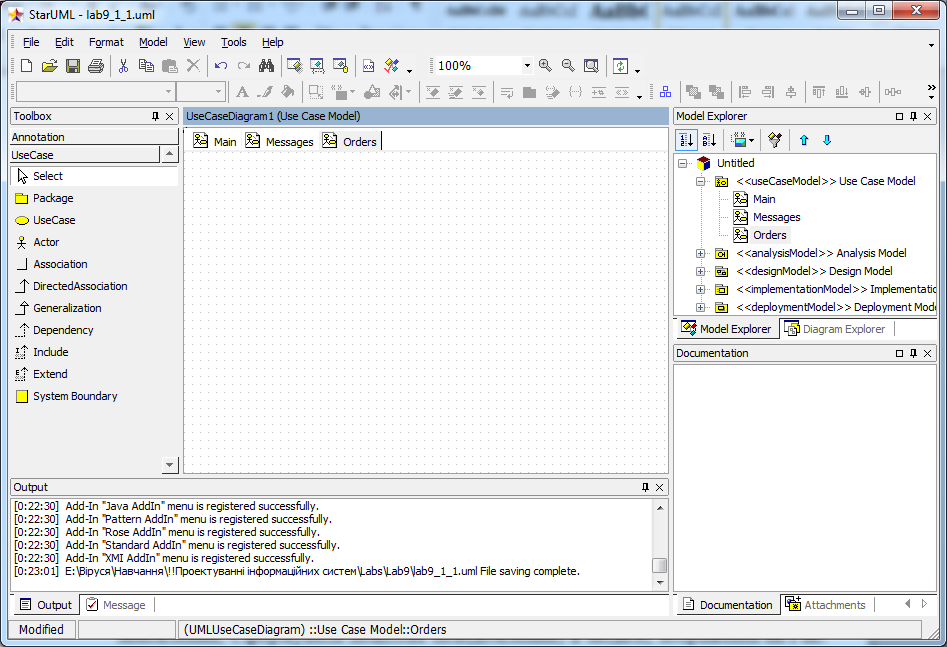 StarUML - lab9_1_1.uml
File Edit Format Model View Tools Help
100%
Toolbox
Annotation
UseCase
Select
Package
UseCase
Actor
Association
DirectedAssociation
Generalization
Dependency
Include
Extend
System Boundary
UseCaseDiagram1 (Use Case Model)
Main Messages Orders
Model Explorer
Untitled
<<useCaseModel>> Use Case Model
Main
Messages
Orders
<<analysisModel>> Analysis Model
<<designModel>> Design Model
<<implementationModel>> Implementatic
<<deploymentModel>> Deployment Mode
Model Explorer Diagram Explorer
Documentation
Output
[0:22:30] Add-In "Java AddIn" menu is registered successfully.
[0:22:30] Add-In "Pattern AddIn" menu is registered successfully.
[0:22:30] Add-In "Rose AddIn" menu is registered successfully.
[0:22:30] Add-In "Standard AddIn" menu is registered successfully.
[0:22:30] Add-In "XMI AddIn" menu is registered successfully.
[0:23:01] E:\Віруся\Навчання\!!Проектуванні інформаційних систем\Labs\Lab9\lab9_1_1.uml File saving complete.
Output Message
Documentation Attachments
Modified
(UMLUseCaseDiagram) ::Use Case Model::Orders